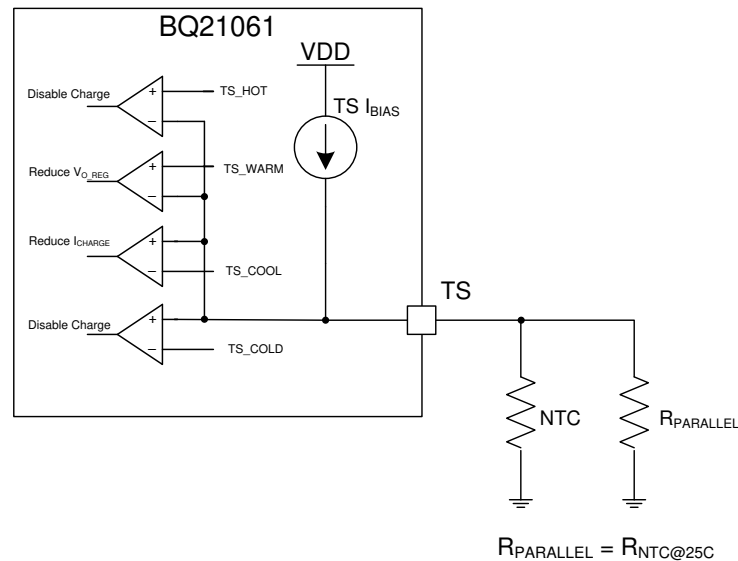 BQ21061
VDD
TS I_BIAS
Disable Charge
+
−
TS_HOT
Reduce V_O_REG
+
−
TS_WARM
Reduce I_CHARGE
+
−
TS_COOL
Disable Charge
+
−
TS_COLD
TS
NTC
R_PARALLEL
R_PARALLEL = R_NTC@25C